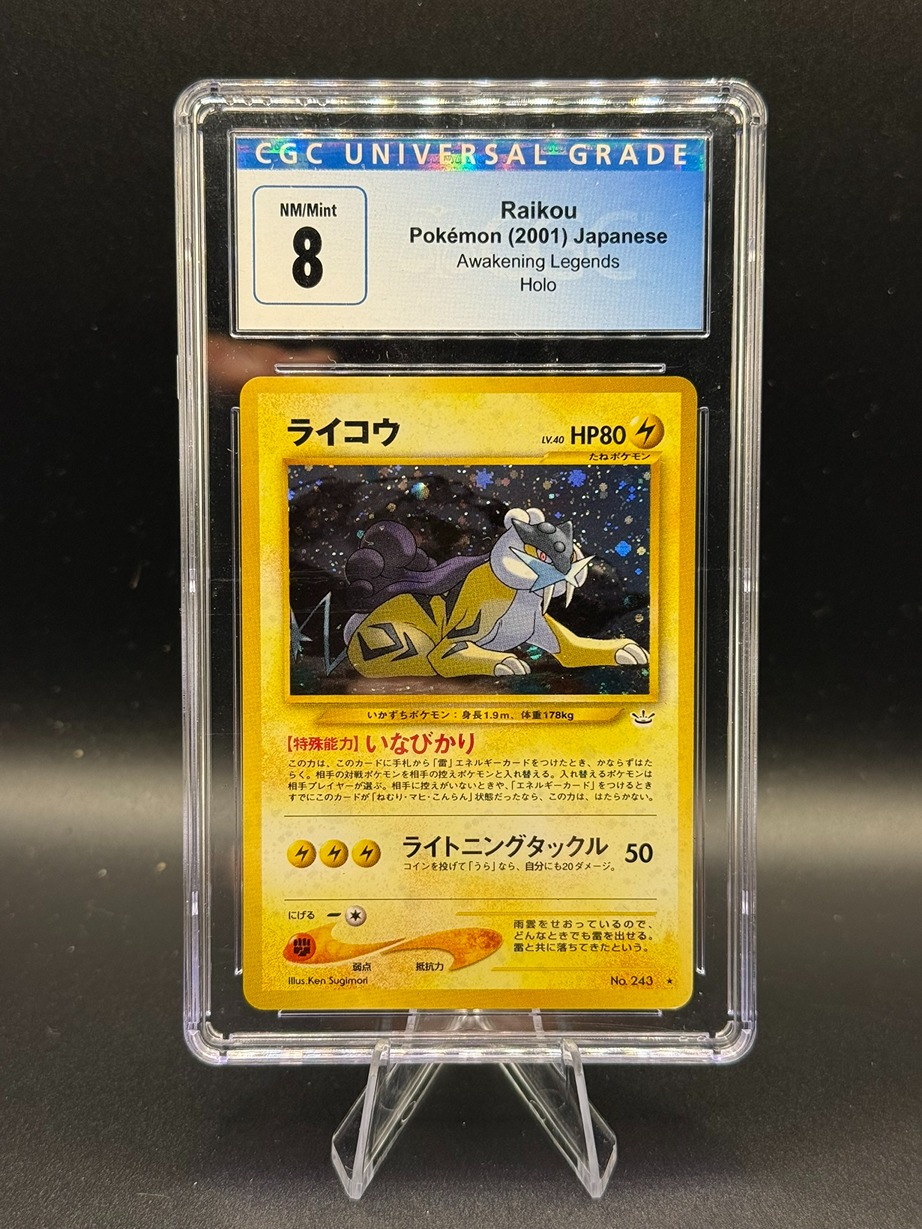 CGC UNIVERSAL GRADE
NM/Mint
8
Raikou
Pokémon (2001) Japanese
Awakening Legends
Holo
ライコウ
LV.40 HP80
たねポケモン
いかずちポケモン：身長1.9m、体重178kg
【特殊能力】いなびかり
この力は、このカードに手札から「雷」エネルギーカードをつけたとき、かならずはた
らく。相手の対戦ポケモンを相手の控えポケモンと入れ替える。入れ替えるポケモンは
相手プレイヤーが選ぶ。相手に控えがいないときや、「エネルギーカード」をつけるとき
すでにこのカードが「ねむり・マヒ・こんらん」状態だったなら、この力は、はたらかない。
ライトニングタックル 50
コインを投げて「うら」なら、自分にも20ダメージ。
にげる
弱点 抵抗力
雨雲をせおっているので、
どんなときでも雷を出せる。
雷と共に落ちてきたという。
Illus.Ken Sugimori
No. 243 ★